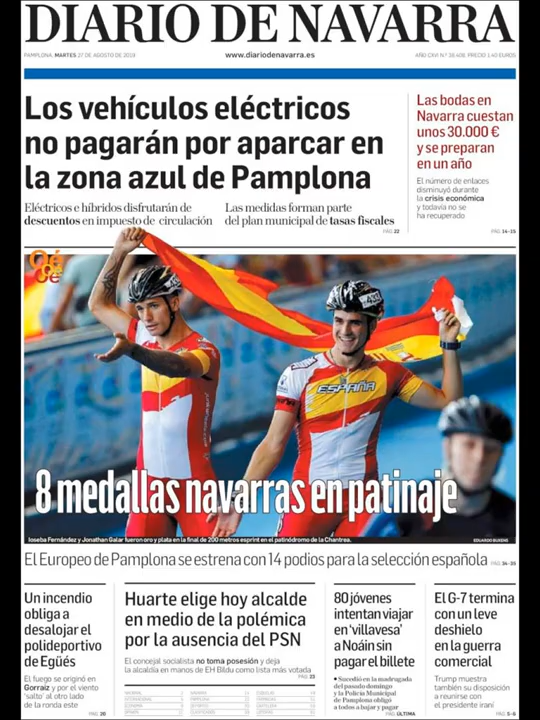 DIARIO DE NAVARRA
PAMPLONA, MARTES 27 DE AGOSTO DE 2019
www.diariodenavarra.es
PRECIO 1,40 EUROS
Los vehículos eléctricos
no pagarán por aparcar en
la zona azul de Pamplona
Eléctricos e híbridos disfrutarán de
descuentos en impuesto de circulación
Las medidas forman parte
del plan municipal de tasas fiscales
PÁG. 22
Las bodas en
Navarra cuestan
unos 30.000 €
y se preparan
en un año
El número de enlaces
disminuyó durante
la crisis económica
y todavía no se
ha recuperado
PÁG. 14-15
ESPAÑA
8 medallas navarras en patinaje
Ioseba Fernández y Jonathan Galar fueron oro y plata en la final de 200 metros esprint en el patinódromo de la Chantrea.
El Europeo de Pamplona se estrena con 14 podios para la selección española
PÁG. 34-35
Un incendio
obliga a
desalojar el
polideportivo
de Egüés
El fuego se originó en
Gorraiz y por el viento
'saltó' al otro lado
de la ronda este
PÁG. 26
Huarte elige hoy alcalde
en medio de la polémica
por la ausencia del PSN
El concejal socialista no toma posesión y deja
la alcaldía en manos de EH Bildu como lista más votada
PÁG. 23
80 jóvenes
intentan viajar
en 'villavesa'
a Noáin sin
pagar el billete
• Sucedió en la madrugada
del pasado domingo
y la Policía Municipal
de Pamplona obligó
a todos a bajar y pagar
PÁG. ÚLTIMA
El G-7 termina
con un leve
deshielo
en la guerra
comercial
Trump muestra
también su disposición
a reunirse con
el presidente iraní
PÁG. 5-6